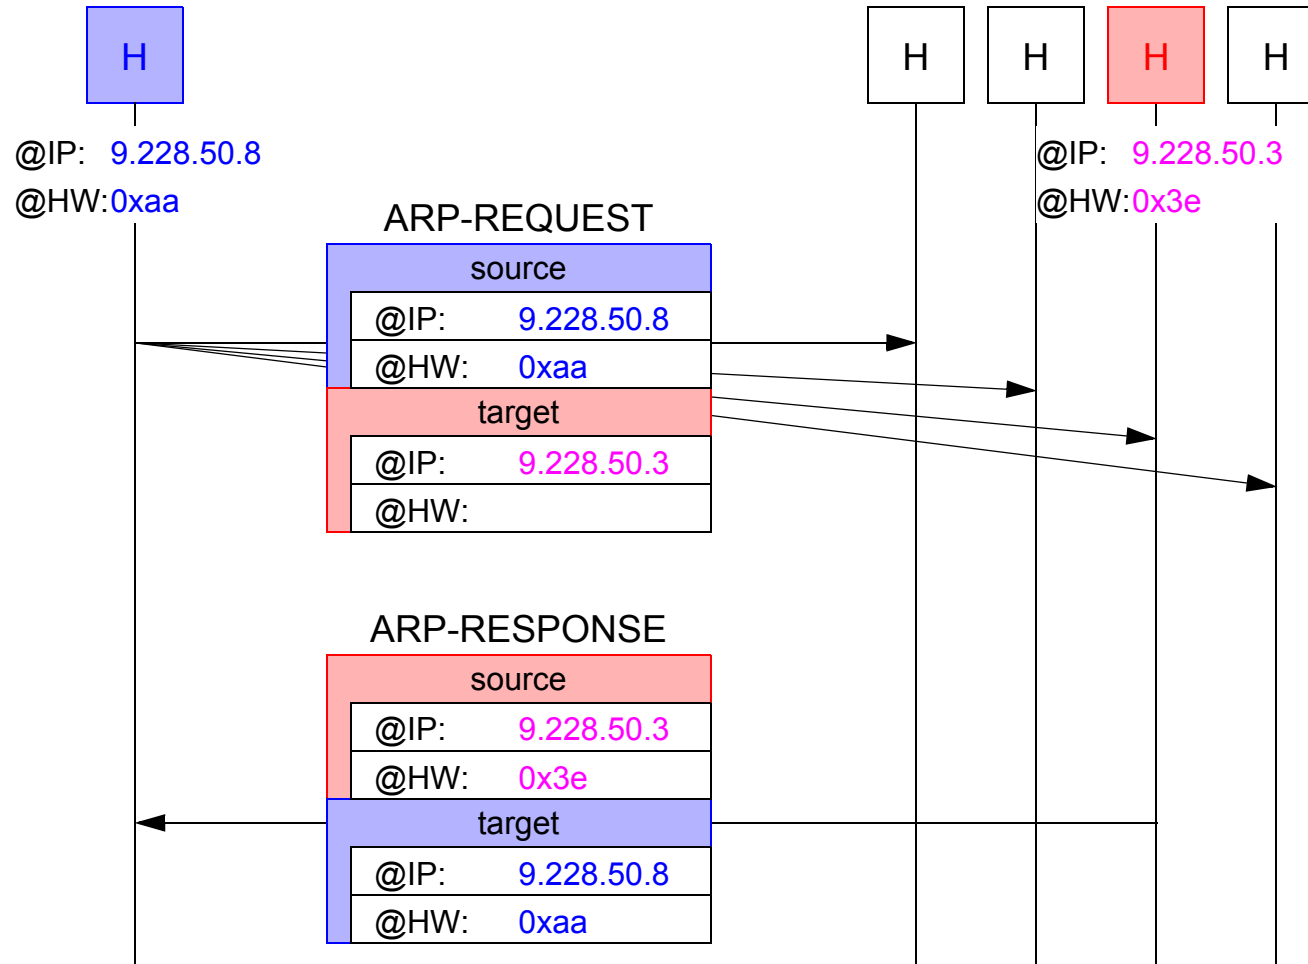 H H H H H
@IP: 9.228.50.8 @IP: 9.228.50.3
@HW:0xaa @HW:0x3e
ARP-REQUEST
source
@IP: 9.228.50.8
@HW: 0xaa
target
@IP: 9.228.50.3
@HW:
ARP-RESPONSE
source
@IP: 9.228.50.3
@HW: 0x3e
target
@IP: 9.228.50.8
@HW: 0xaa